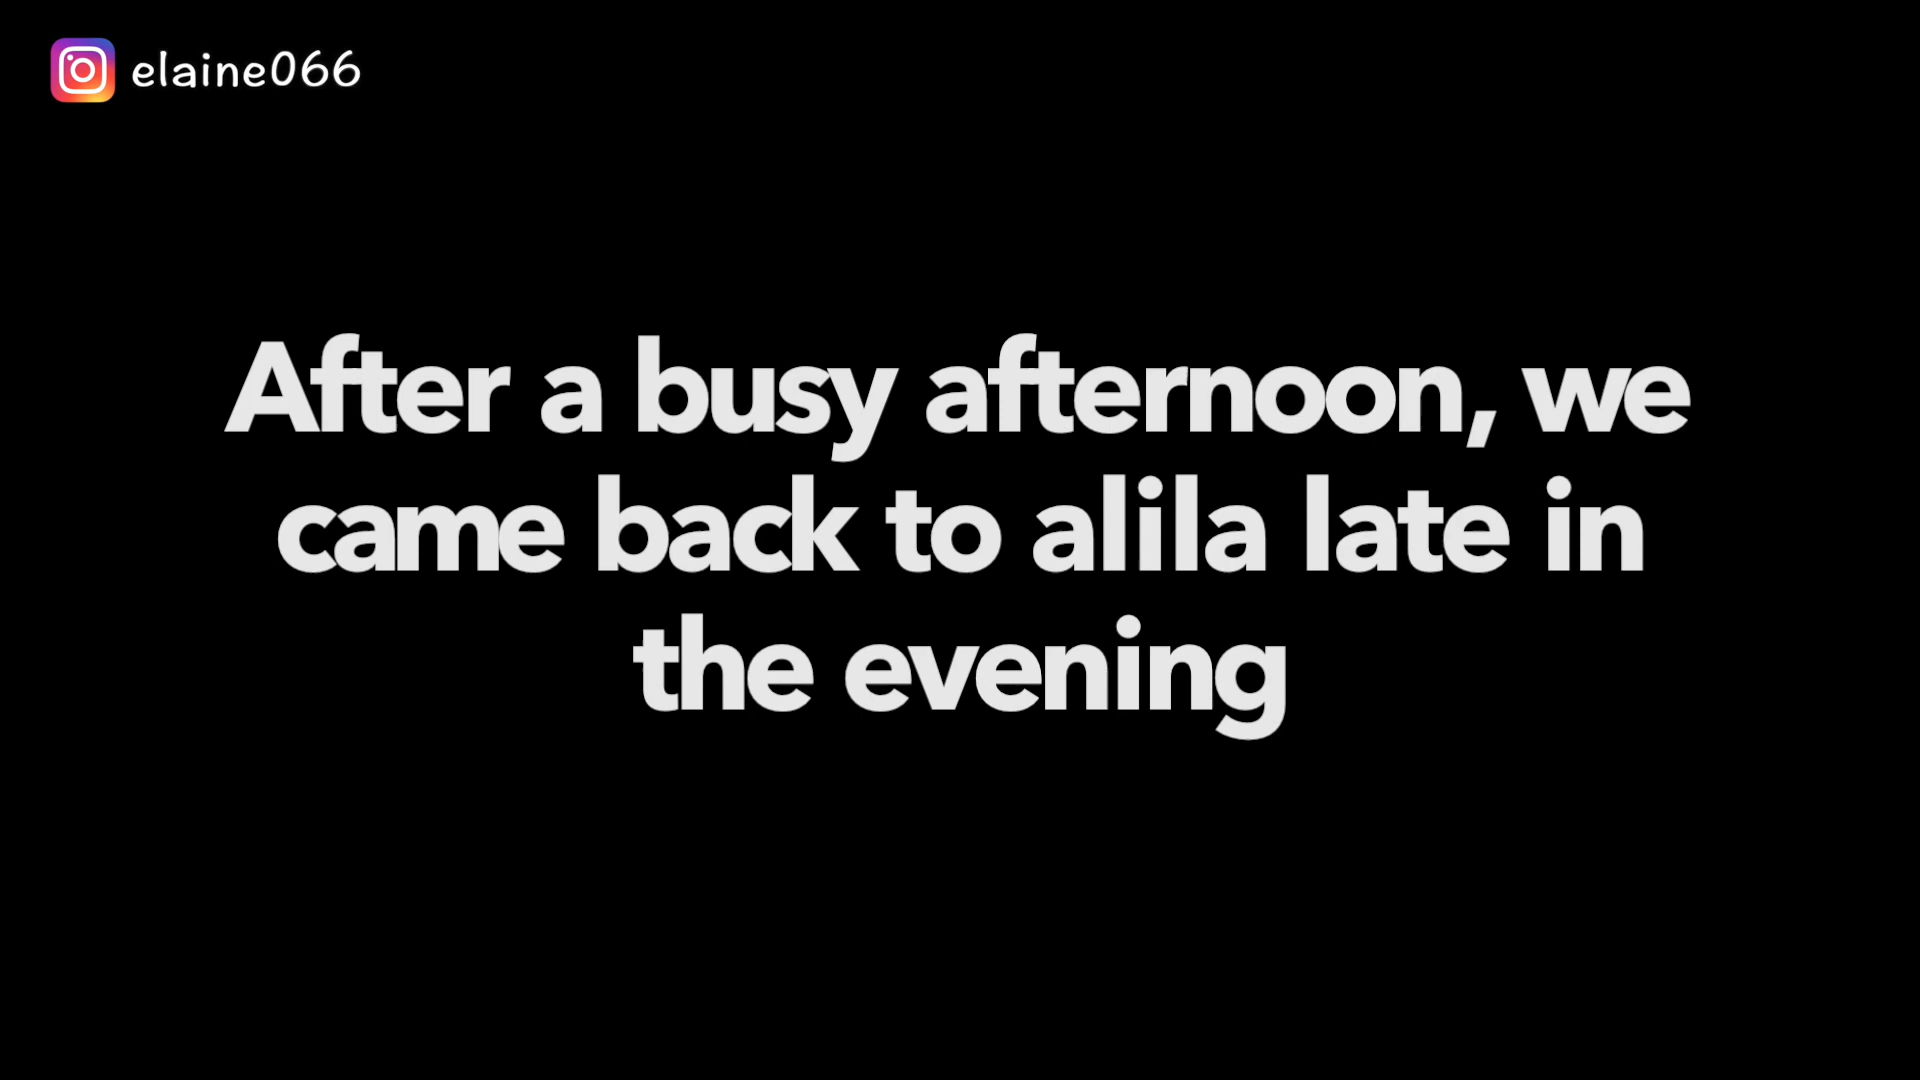 elaine066
After a busy afternoon, we
came back to alila late in
the evening